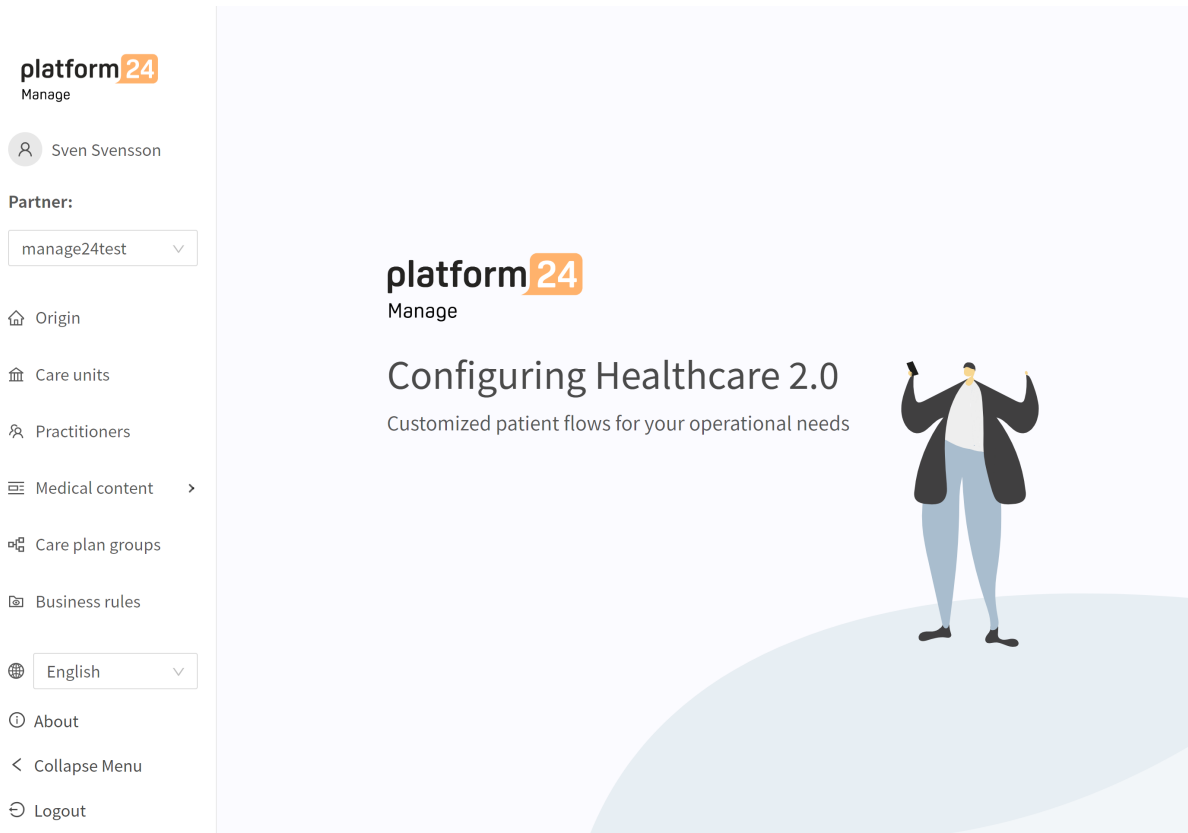 platform24
Manage
Sven Svensson
Partner:
manage24test
Origin
Care units
Practitioners
Medical content
Care plan groups
Business rules
English
About
Collapse Menu
Logout
platform24
Manage
Configuring Healthcare 2.0
Customized patient flows for your operational needs